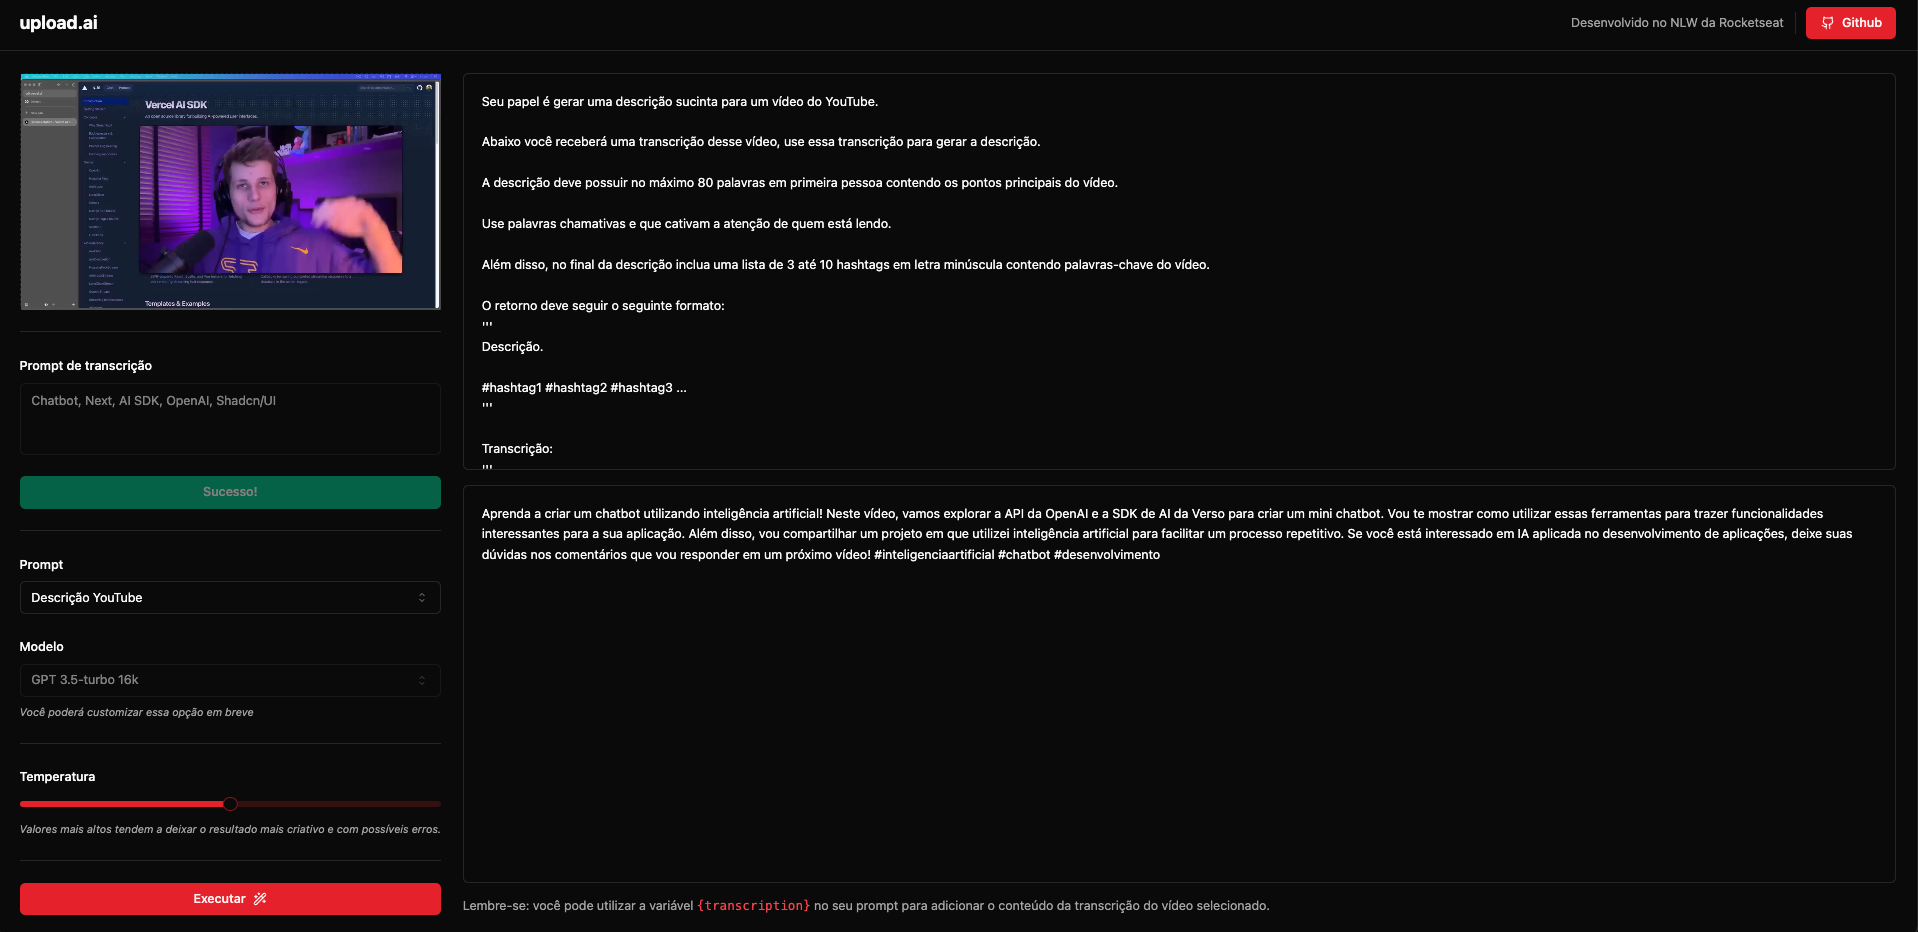 upload.ai
Desenvolvido no NLW da Rocketseat
Github
Vercel AI SDK
An open source library for building AI-powered user interfaces.
Templates & Examples
Prompt de transcrição
Chatbot, Next, AI SDK, OpenAI, Shadcn/UI
Sucesso!
Prompt
Descrição YouTube
Modelo
GPT 3.5-turbo 16k
Você poderá customizar essa opção em breve
Temperatura
Valores mais altos tendem a deixar o resultado mais criativo e com possíveis erros.
Executar
Seu papel é gerar uma descrição sucinta para um vídeo do YouTube.
Abaixo você receberá uma transcrição desse vídeo, use essa transcrição para gerar a descrição.
A descrição deve possuir no máximo 80 palavras em primeira pessoa contendo os pontos principais do vídeo.
Use palavras chamativas e que cativam a atenção de quem está lendo.
Além disso, no final da descrição inclua uma lista de 3 até 10 hashtags em letra minúscula contendo palavras-chave do vídeo.
O retorno deve seguir o seguinte formato:
'''
Descrição.
#hashtag1 #hashtag2 #hashtag3 ...
'''
Transcrição:
'''
Aprenda a criar um chatbot utilizando inteligência artificial! Neste vídeo, vamos explorar a API da OpenAI e a SDK de AI da Verso para criar um mini chatbot. Vou te mostrar como utilizar essas ferramentas para trazer funcionalidades
interessantes para a sua aplicação. Além disso, vou compartilhar um projeto em que utilizei inteligência artificial para facilitar um processo repetitivo. Se você está interessado em IA aplicada no desenvolvimento de aplicações, deixe suas
dúvidas nos comentários que vou responder em um próximo vídeo! #inteligenciaartificial #chatbot #desenvolvimento
Lembre-se: você pode utilizar a variável {transcription} no seu prompt para adicionar o conteúdo da transcrição do vídeo selecionado.